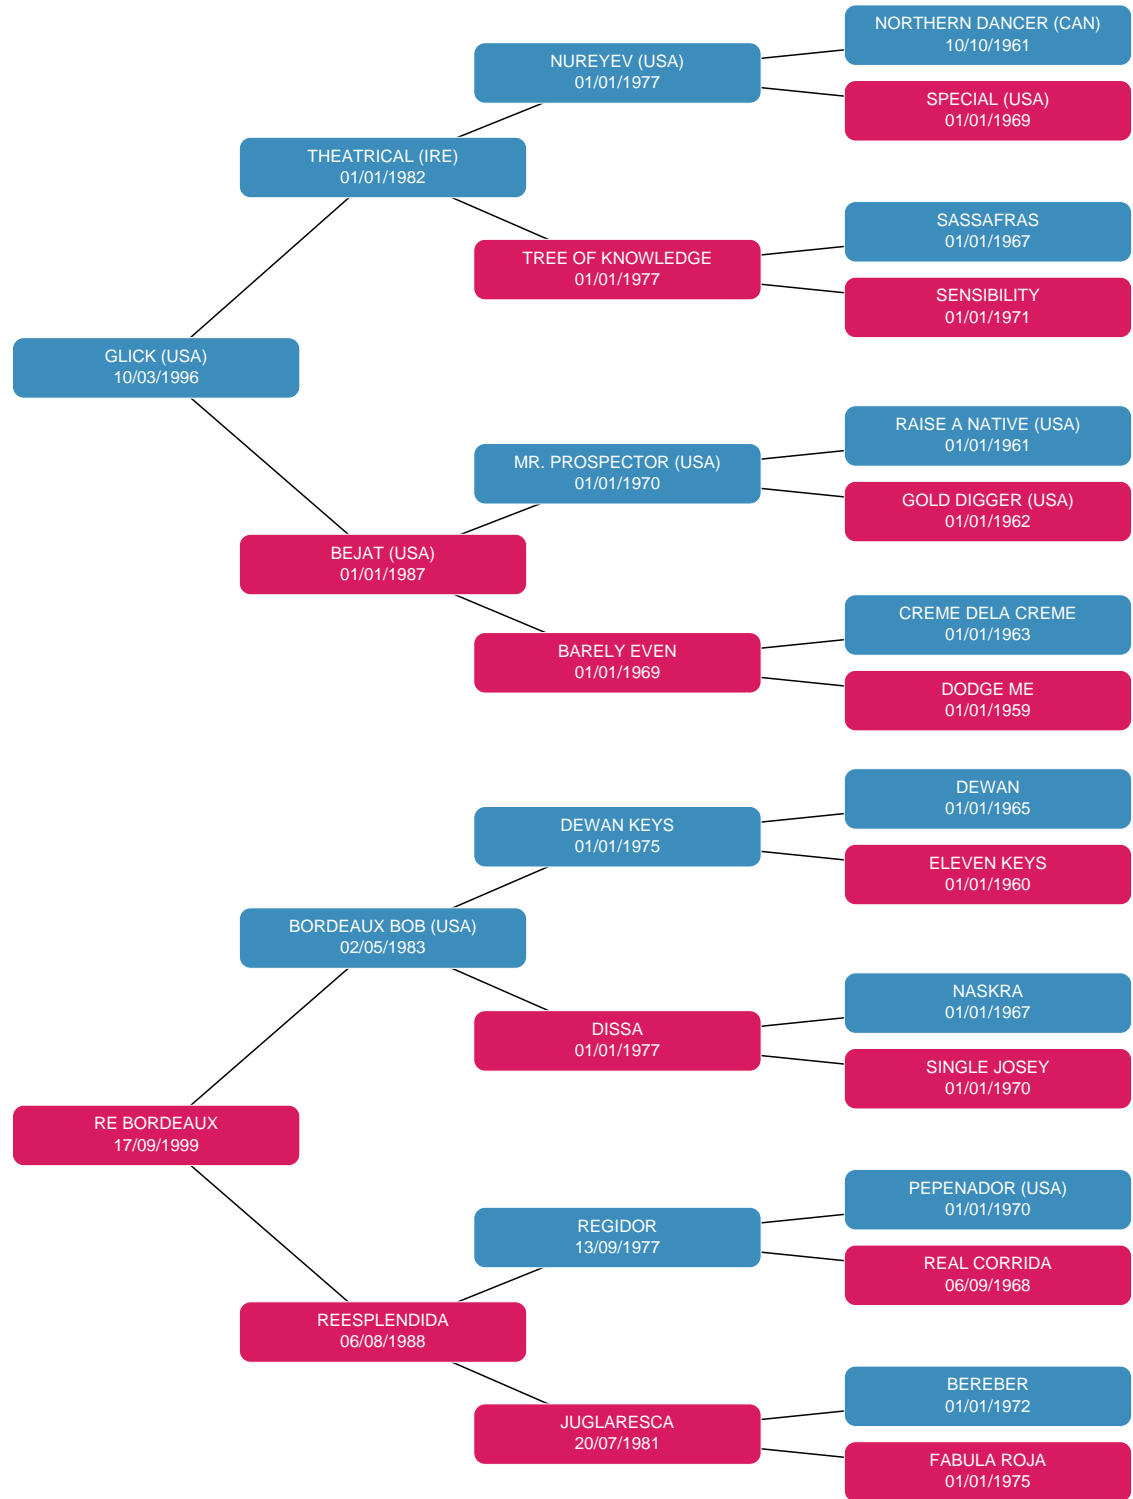 NORTHERN DANCER (CAN)
10/10/1961
NUREYEV (USA)
01/01/1977
SPECIAL (USA)
01/01/1969
THEATRICAL (IRE)
01/01/1982
SASSAFRAS
01/01/1967
TREE OF KNOWLEDGE
01/01/1977
SENSIBILITY
01/01/1971
GLICK (USA)
10/03/1996
RAISE A NATIVE (USA)
01/01/1961
MR. PROSPECTOR (USA)
01/01/1970
GOLD DIGGER (USA)
01/01/1962
BEJAT (USA)
01/01/1987
CREME DELA CREME
01/01/1963
BARELY EVEN
01/01/1969
DODGE ME
01/01/1959
DEWAN
01/01/1965
DEWAN KEYS
01/01/1975
ELEVEN KEYS
01/01/1960
BORDEAUX BOB (USA)
02/05/1983
NASKRA
01/01/1967
DISSA
01/01/1977
SINGLE JOSEY
01/01/1970
RE BORDEAUX
17/09/1999
PEPENADOR (USA)
01/01/1970
REGIDOR
13/09/1977
REAL CORRIDA
06/09/1968
REESPLENDIDA
06/08/1988
BEREBER
01/01/1972
JUGLARESCA
20/07/1981
FABULA ROJA
01/01/1975